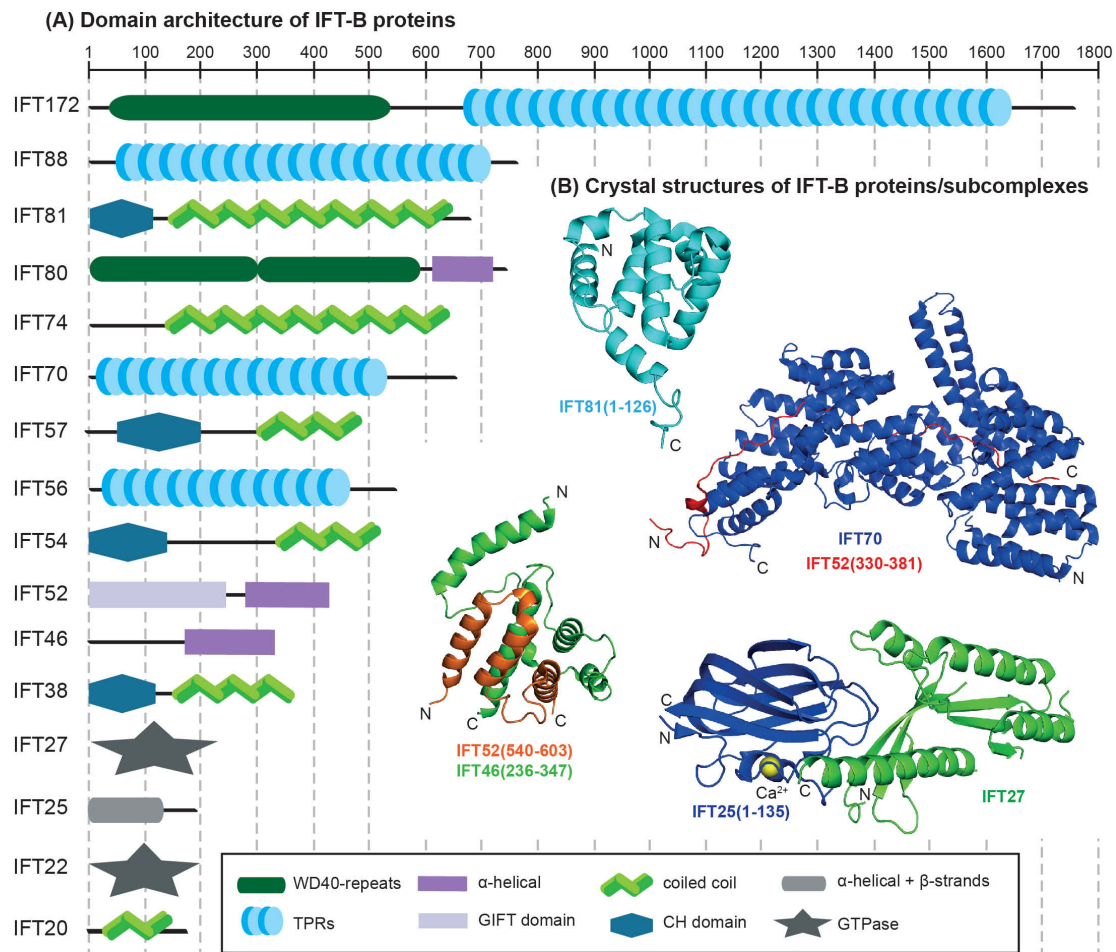 (A) Domain architecture of IFT-B proteins
1 100 200 300 400 500 600 700 800 900 1000 1100 1200 1300 1400 1500 1600 1700 1800
IFT172
IFT88
(B) Crystal structures of IFT-B proteins/subcomplexes
IFT81
N
IFT80
IFT74
IFT70
IFT81(1-126)
C
IFT57
C
IFT56
N
IFT54
N
IFT70
C
IFT52(330-381)
N
IFT52
IFT46
IFT38
C
N
N
C
C
IFT27
IFT52(540-603)
IFT46(236-347)
Ca2+
C
N
IFT25(1-135)
IFT27
IFT25
IFT22
IFT20
WD40-repeats
α-helical
coiled coil
α-helical + β-strands
TPRs
GIFT domain
CH domain
GTPase